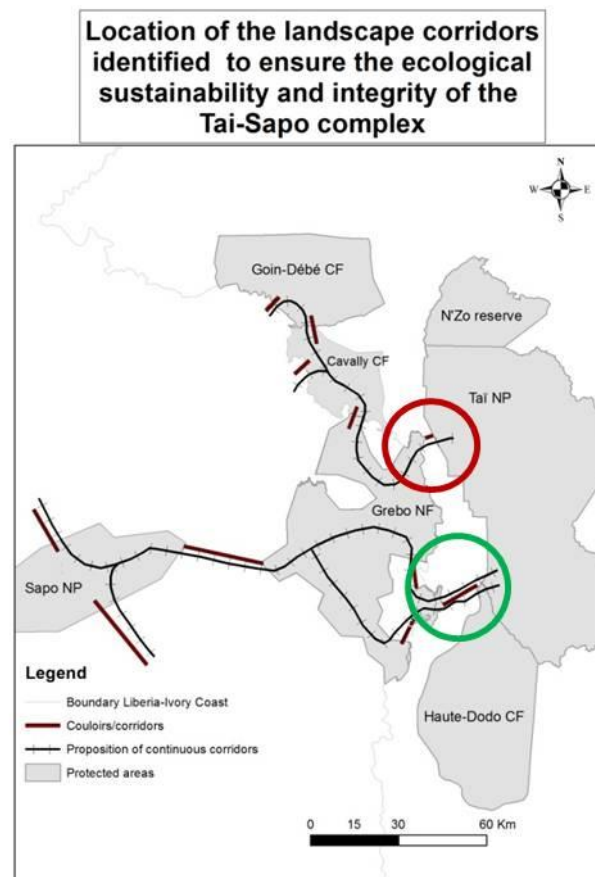 Location of the landscape corridors
identified to ensure the ecological
sustainability and integrity of the
Tai-Sapo complex
N
W E
S
Goin-Débé CF
N'Zo reserve
Cavally CF
Taï NP
Grebo NF
Sapo NP
Legend
Boundary Liberia-Ivory Coast
Couloirs/corridors
Proposition of continuous corridors
Protected areas
Haute-Dodo CF
0 15 30 60 Km